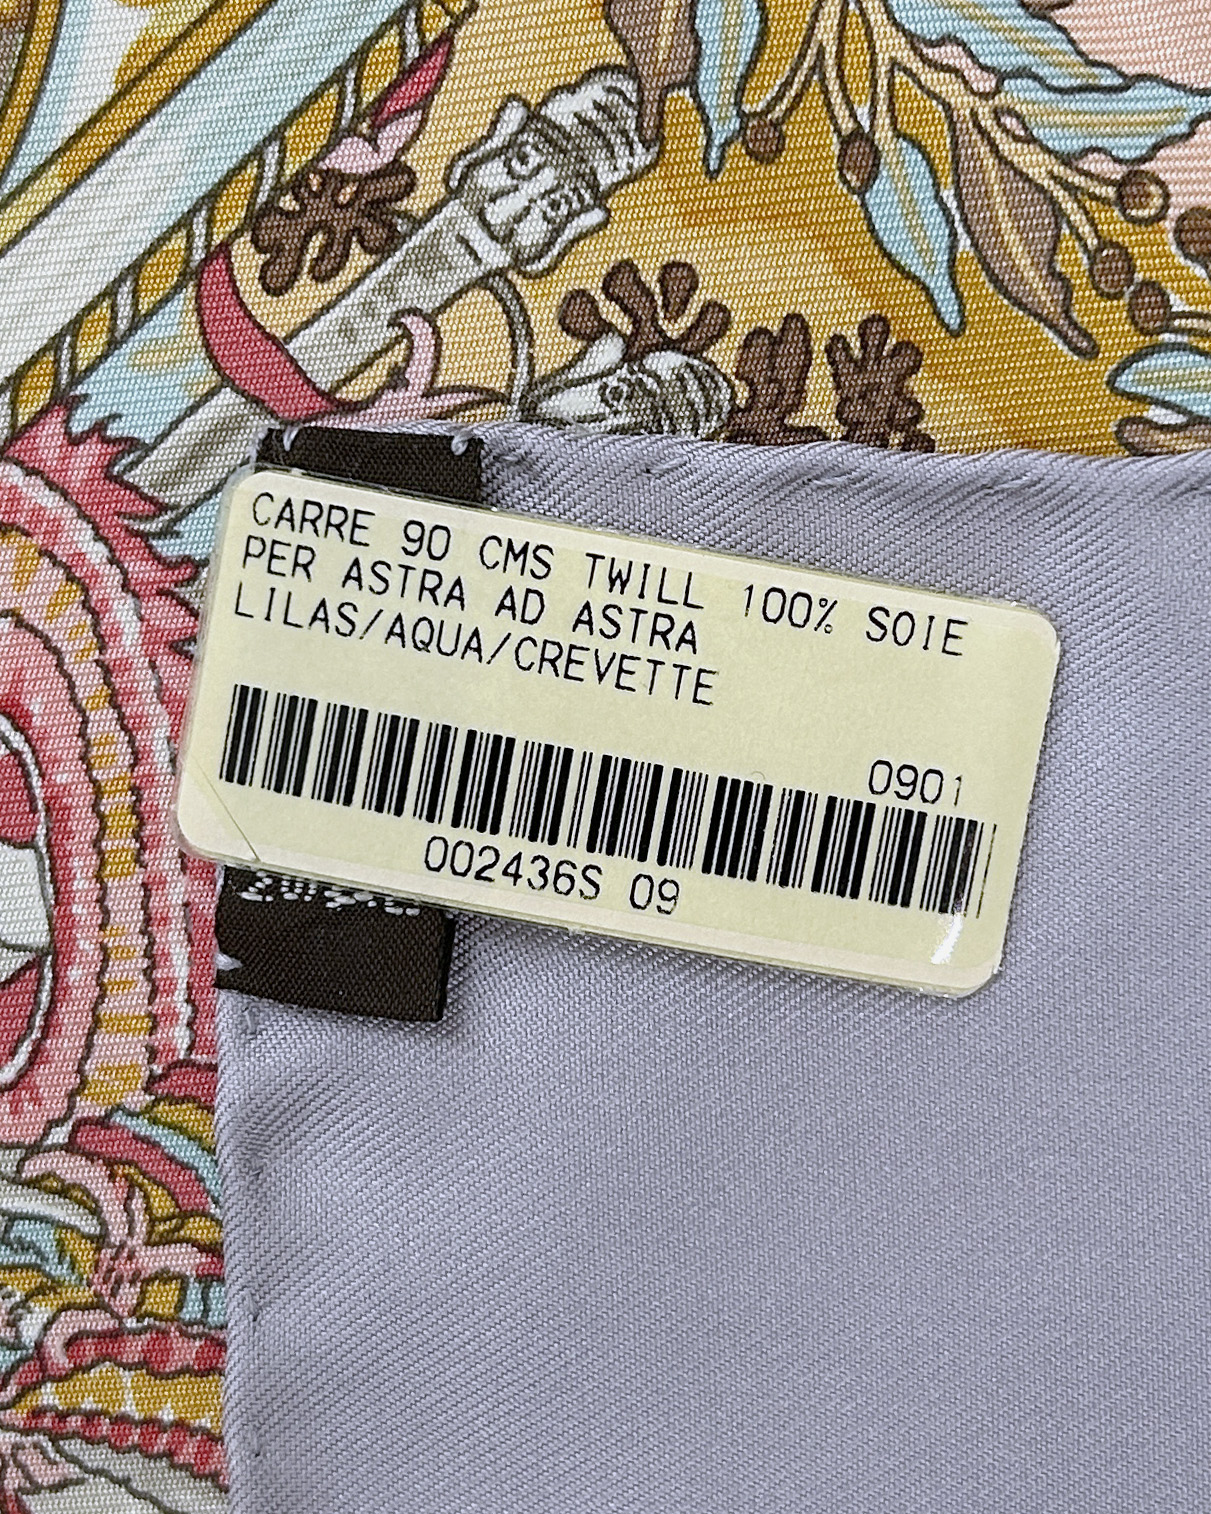 CARRE 90 CMS TWILL 100% SOIE
PER ASTRA AD ASTRA
LILAS/AQUA/CREVETTE
0901
002436S 09